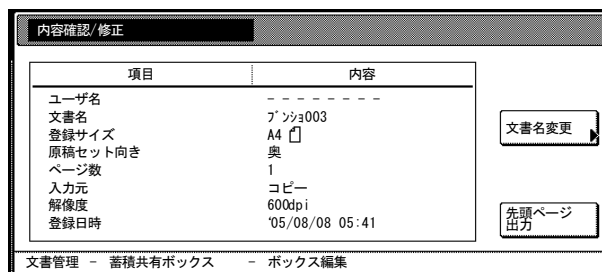 内容確認/修正
項目 内容
ユーザ名 - - - - - - - -
文書名 ﾌﾞﾝｼｮ003
登録サイズ A4
原稿セット向き 奥
ページ数 1
入力元 コピー
解像度 600dpi
登録日時 '05/08/08 05:41
文書名変更
先頭ページ
出力
文書管理 - 蓄積共有ボックス - ボックス編集